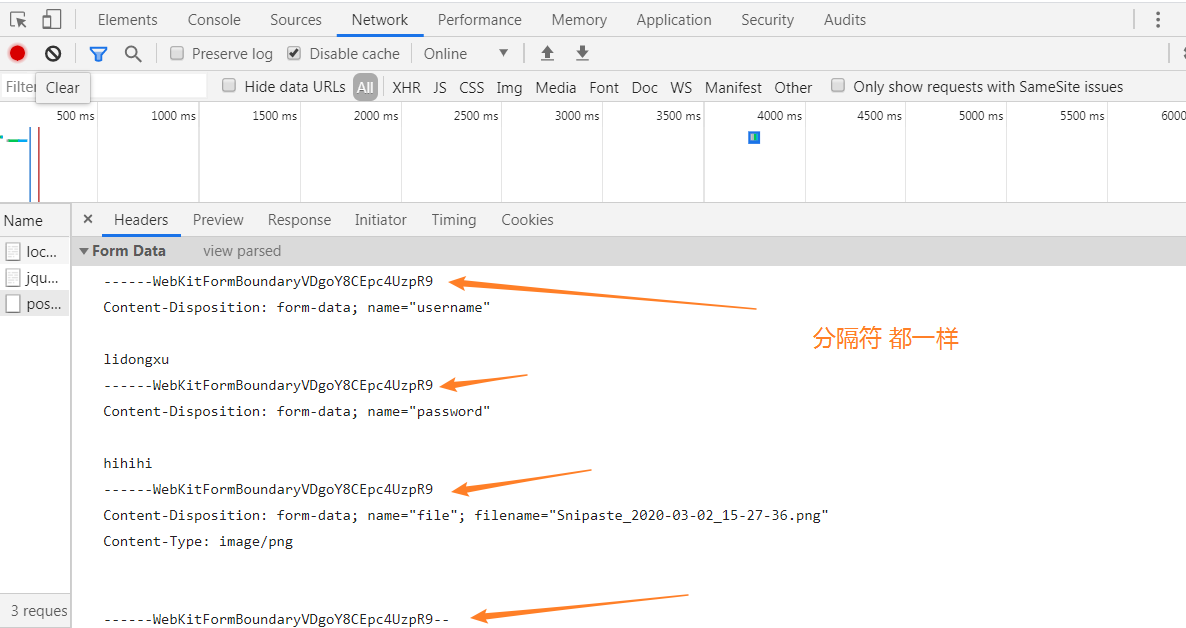 Elements Console Sources Network Performance Memory Application Security Audits
Preserve log Disable cache Online
Filter Clear Hide data URLs All XHR JS CSS Img Media Font Doc WS Manifest Other Only show requests with SameSite issues
500 ms 1000 ms 1500 ms 2000 ms 2500 ms 3000 ms 3500 ms 4000 ms 4500 ms 5000 ms 5500 ms 6000
Name × Headers Preview Response Initiator Timing Cookies
Form Data view parsed
loc...
jqu...
pos...
------WebKitFormBoundaryVDgoY8CEpc4UzpR9
Content-Disposition: form-data; name="username"
分隔符 都一样
lidongxu
------WebKitFormBoundaryVDgoY8CEpc4UzpR9
Content-Disposition: form-data; name="password"
hihihi
------WebKitFormBoundaryVDgoY8CEpc4UzpR9
Content-Disposition: form-data; name="file"; filename="Snipaste_2020-03-02_15-27-36.png"
Content-Type: image/png
3 reques
------WebKitFormBoundaryVDgoY8CEpc4UzpR9--